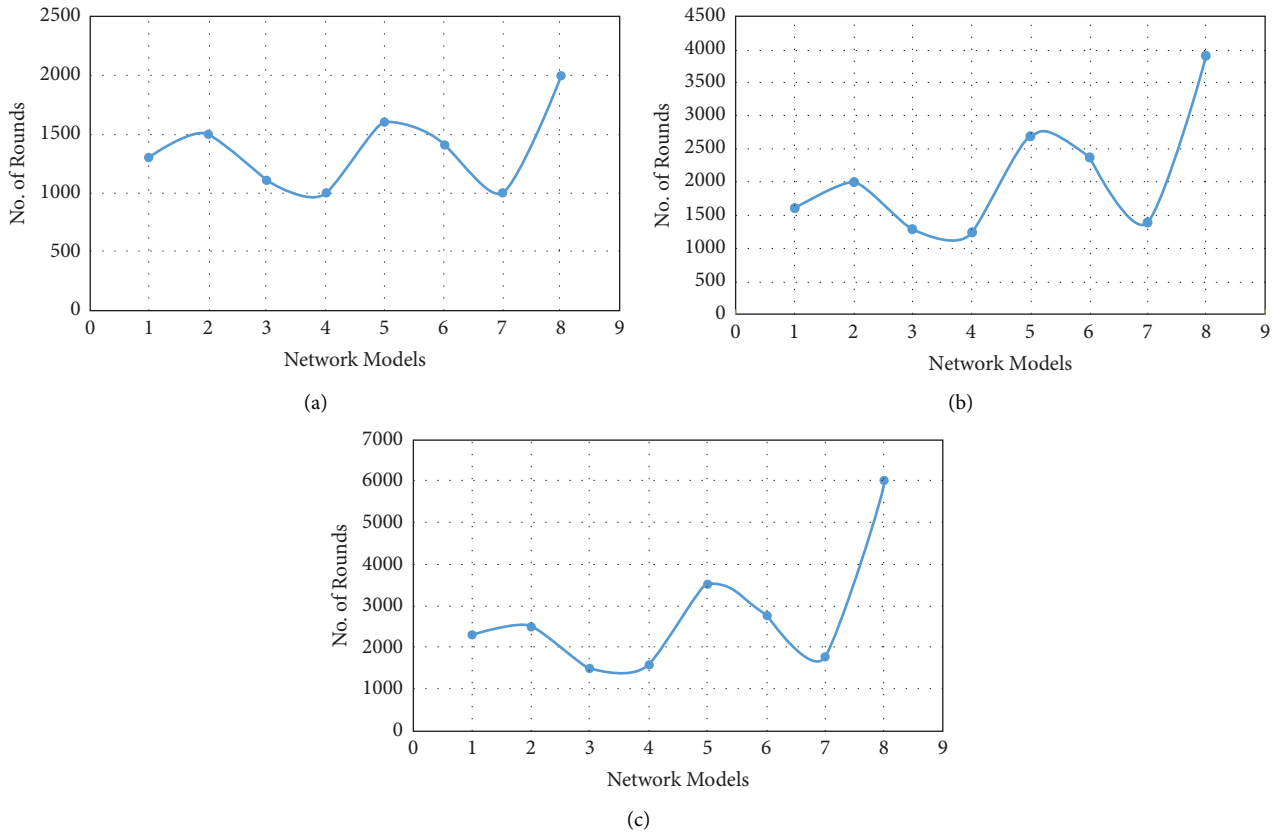 2500
2000
1500
1000
500
0
No. of Rounds
0 1 2 3 4 5 6 7 8 9
Network Models
(a)
4500
4000
3500
3000
2500
2000
1500
1000
500
0
No. of Rounds
0 1 2 3 4 5 6 7 8 9
Network Models
(b)
7000
6000
5000
4000
3000
2000
1000
0
No. of Rounds
0 1 2 3 4 5 6 7 8 9
Network Models
(c)